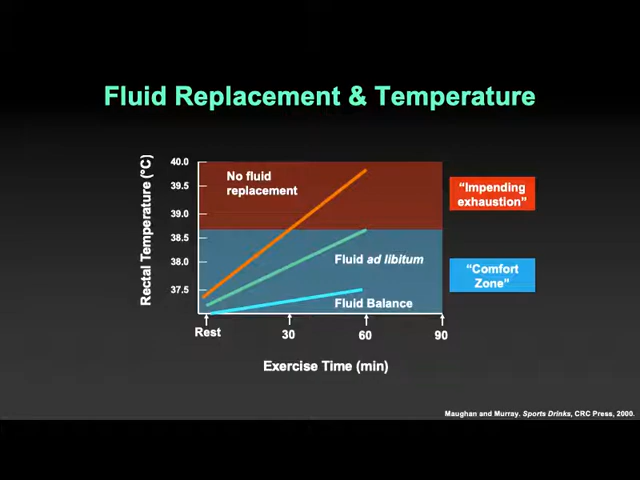 Fluid Replacement & Temperature
Rectal Temperature (°C)
40.0
39.5
39.0
38.5
38.0
37.5
No fluid
replacement
Fluid ad libitum
Fluid Balance
"Impending
exhaustion"
"Comfort
Zone"
Rest
30
60
90
Exercise Time (min)
Maughan and Murray. Sports Drinks, CRC Press, 2000.